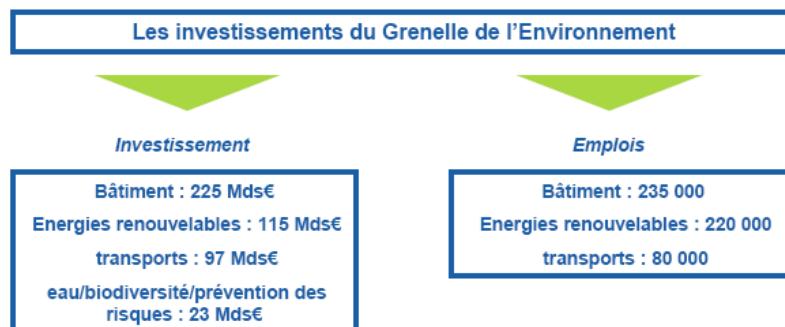 Les investissements du Grenelle de l'Environnement
Investissement
Bâtiment : 225 Mds€
Energies renouvelables : 115 Mds€
transports : 97 Mds€
eau/biodiversité/prévention des
risques : 23 Mds€
Emplois
Bâtiment : 235 000
Energies renouvelables : 220 000
transports : 80 000